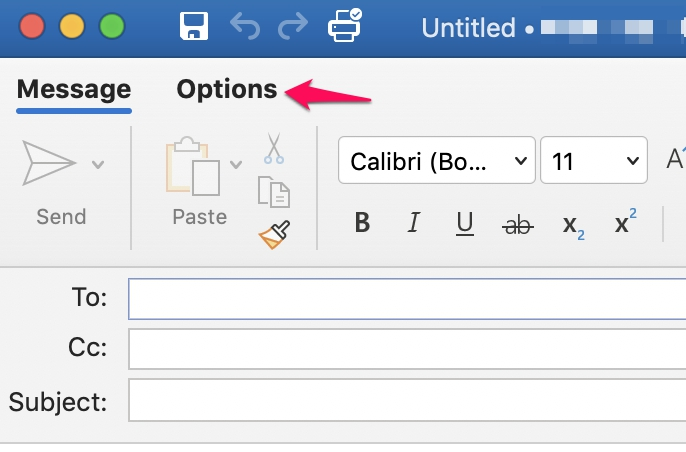 Untitled •
Message Options
Send Paste Calibri (Bo... 11 A
B I U ab x2 x2
To:
Cc:
Subject: